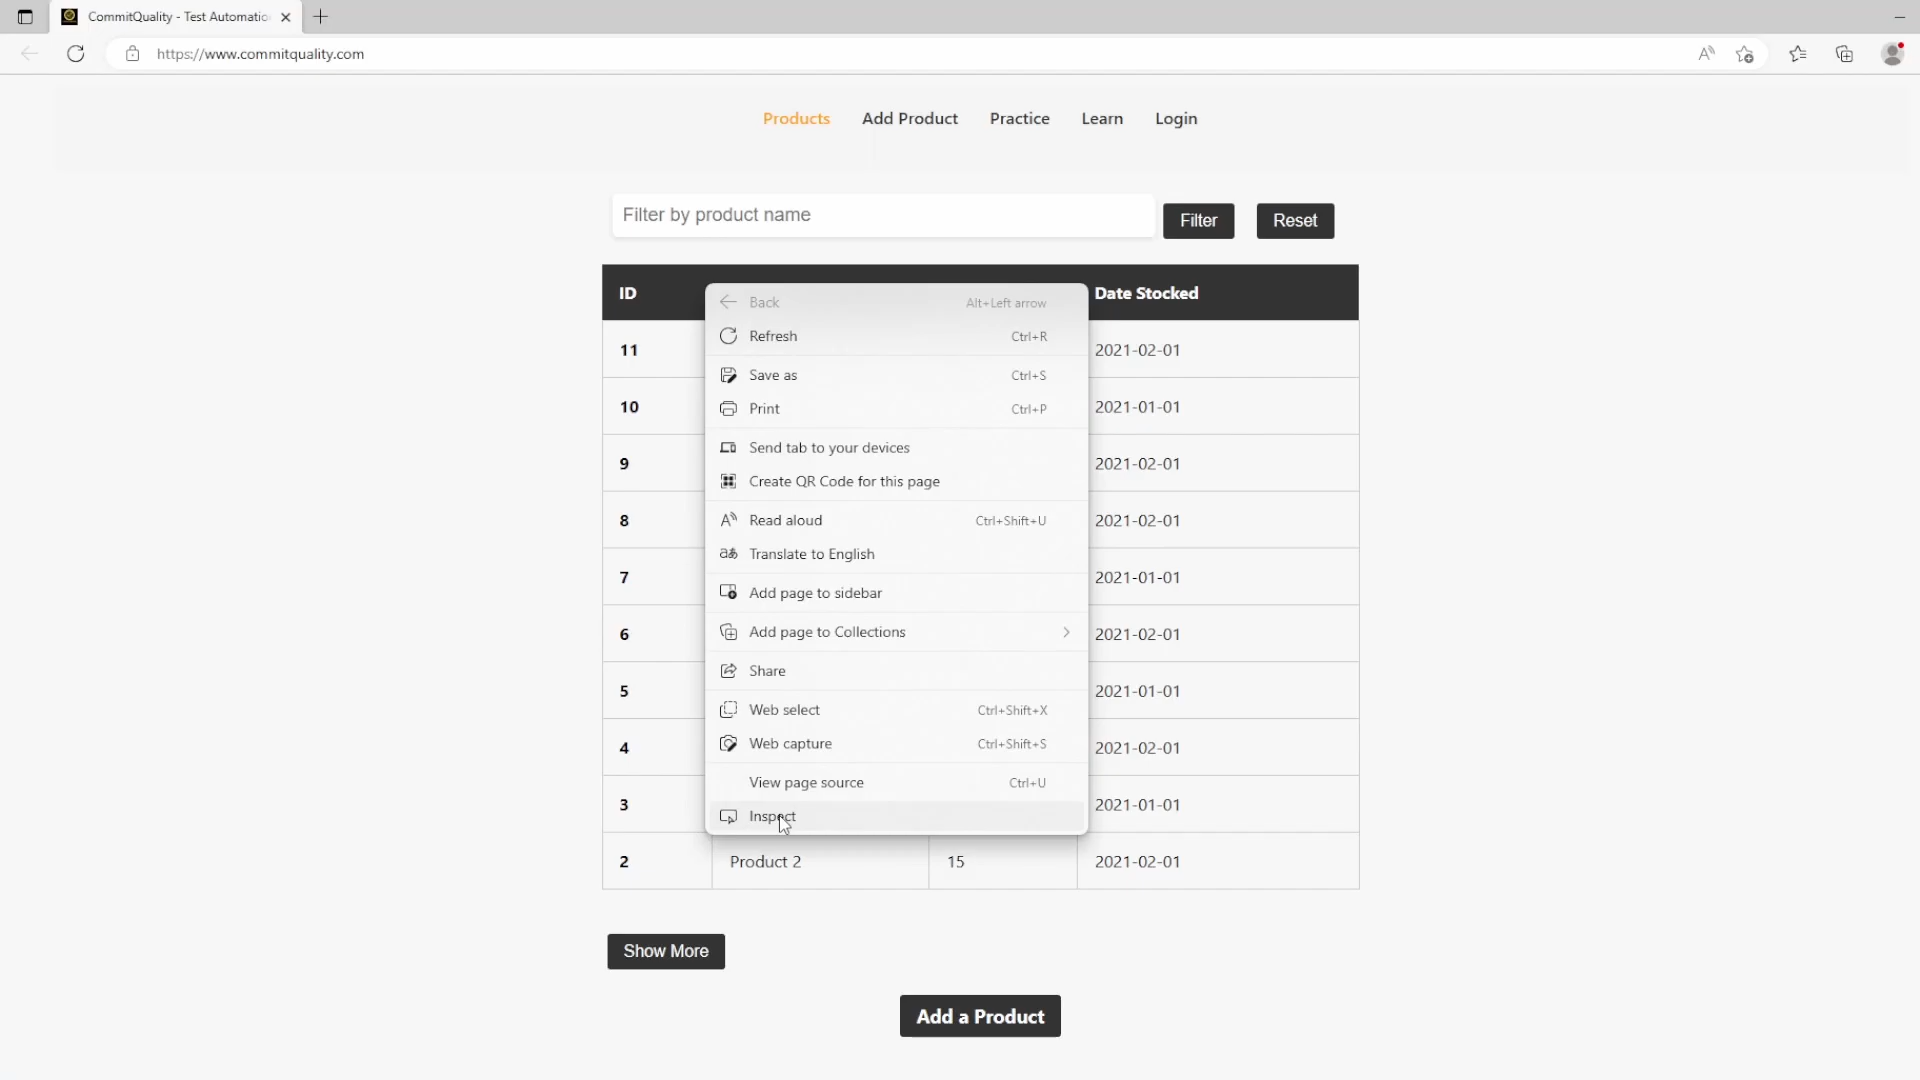 CommitQuality - Test Automatio
https://www.commitquality.com
Products Add Product Practice Learn Login
Filter by product name Filter Reset
ID Date Stocked
11 2021-02-01
10 2021-01-01
9 2021-02-01
8 2021-02-01
7 2021-01-01
6 2021-02-01
5 2021-01-01
4 2021-02-01
3 2021-01-01
2 Product 2 15 2021-02-01
Back Alt+Left arrow
Refresh Ctrl+R
Save as Ctrl+S
Print Ctrl+P
Send tab to your devices
Create QR Code for this page
Read aloud Ctrl+Shift+U
Translate to English
Add page to sidebar
Add page to Collections
Share
Web select Ctrl+Shift+X
Web capture Ctrl+Shift+S
View page source Ctrl+U
Inspect
Show More
Add a Product